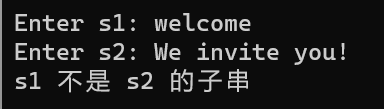 Enter s1: welcome
Enter s2: We invite you!
s1 不是 s2 的子串